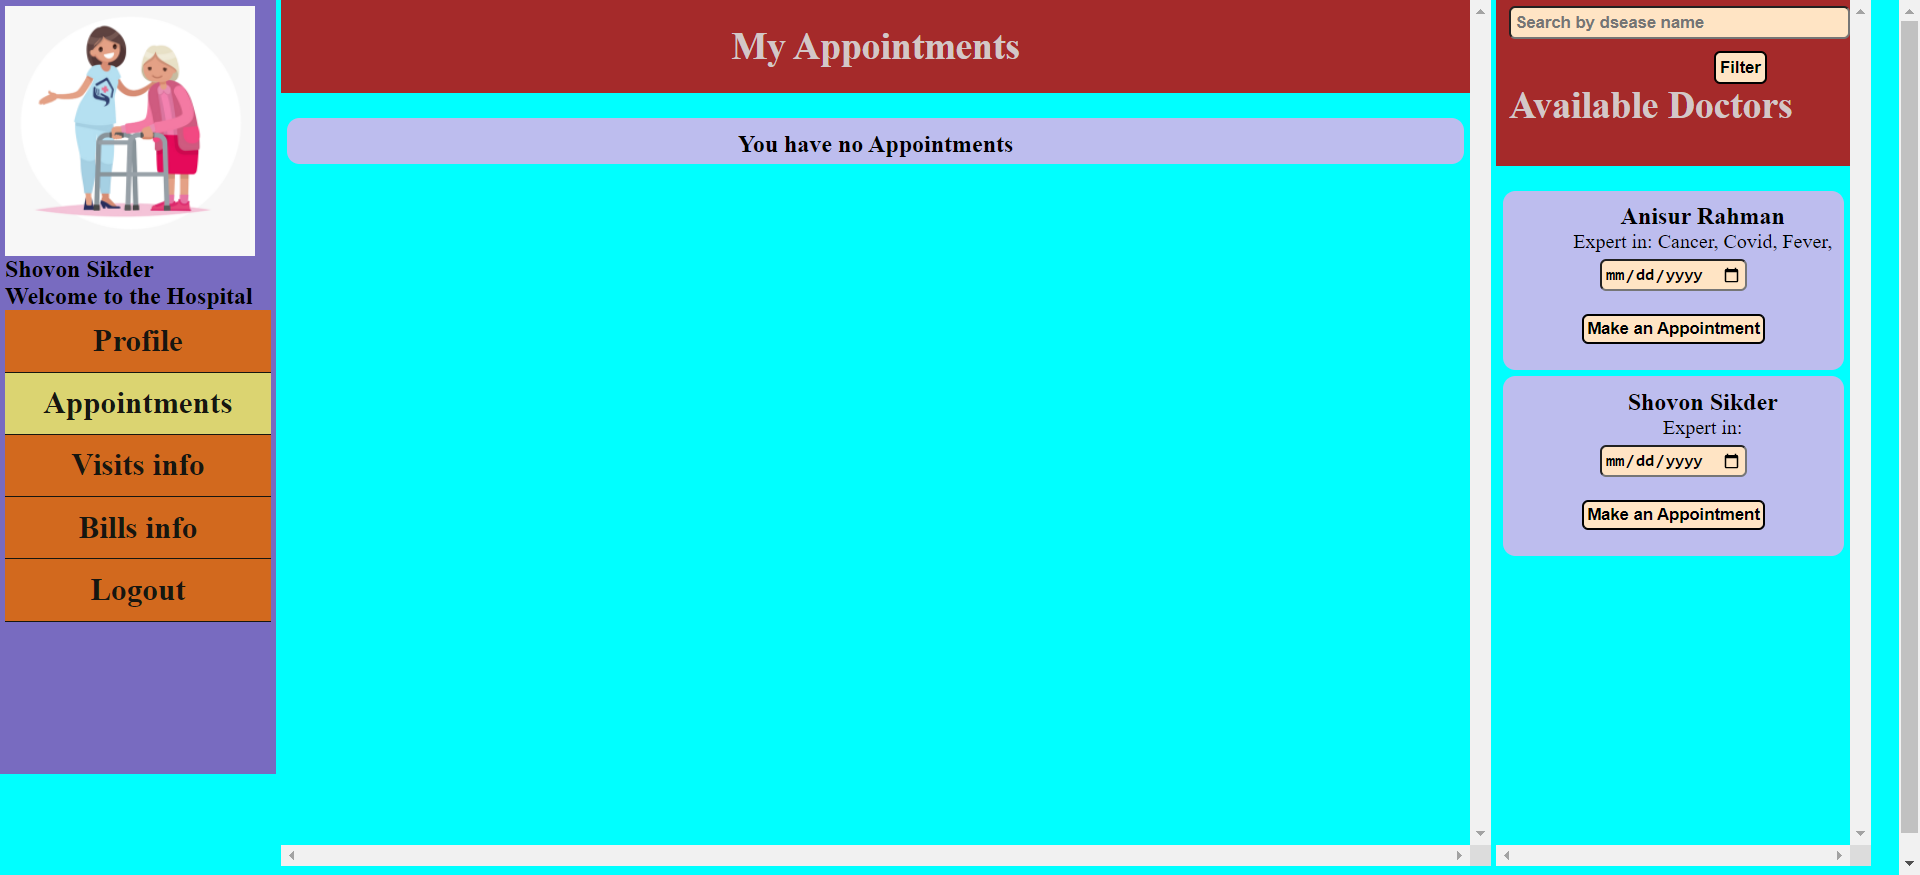 Shovon Sikder
Welcome to the Hospital
Profile
Appointments
Visits info
Bills info
Logout
My Appointments
You have no Appointments
Search by dsease name
Filter
Available Doctors
Anisur Rahman
Expert in: Cancer, Covid, Fever,
mm/dd/yyyy
Make an Appointment
Shovon Sikder
Expert in:
mm/dd/yyyy
Make an Appointment